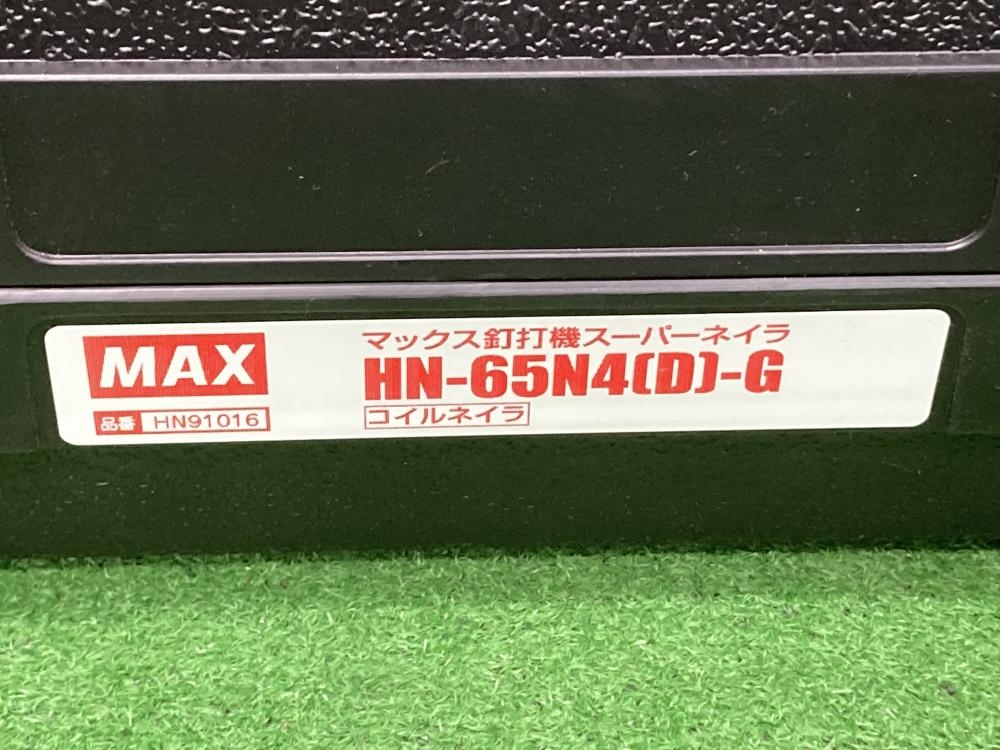 MAX
品番 HN91016
マックス釘打機スーパーネイラ
HN-65N4(D)-G
コイルネイラ